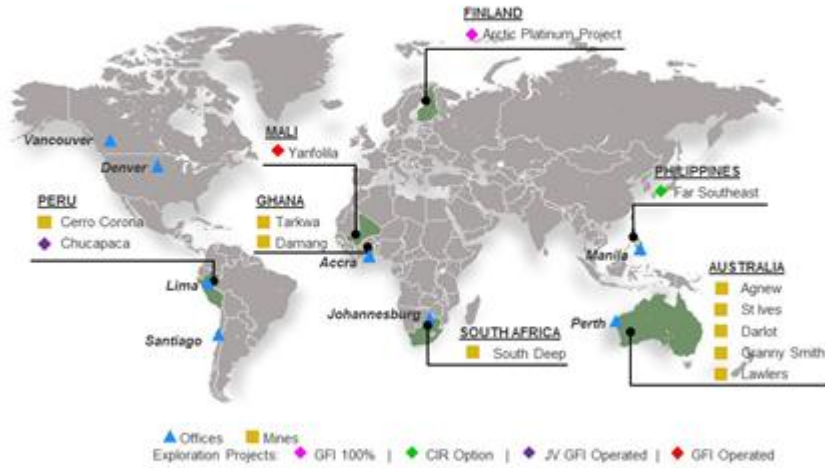 FINLAND
Arctic Platinum Project
Vancouver
Denver
MALI
Yanfolila
PHILIPPINES
Far Southeast
PERU
Cerro Corona
Chucapaca
GHANA
Tarkwa
Damang
Accra
Manila
AUSTRALIA
Agnew
St Ives
Darlot
Granny Smith
Lawlers
Lima
Santiago
Johannesburg
SOUTH AFRICA
South Deep
Perth
Offices Mines
Exploration Projects: GFI 100% | CIR Option | JV GFI Operated | GFI Operated